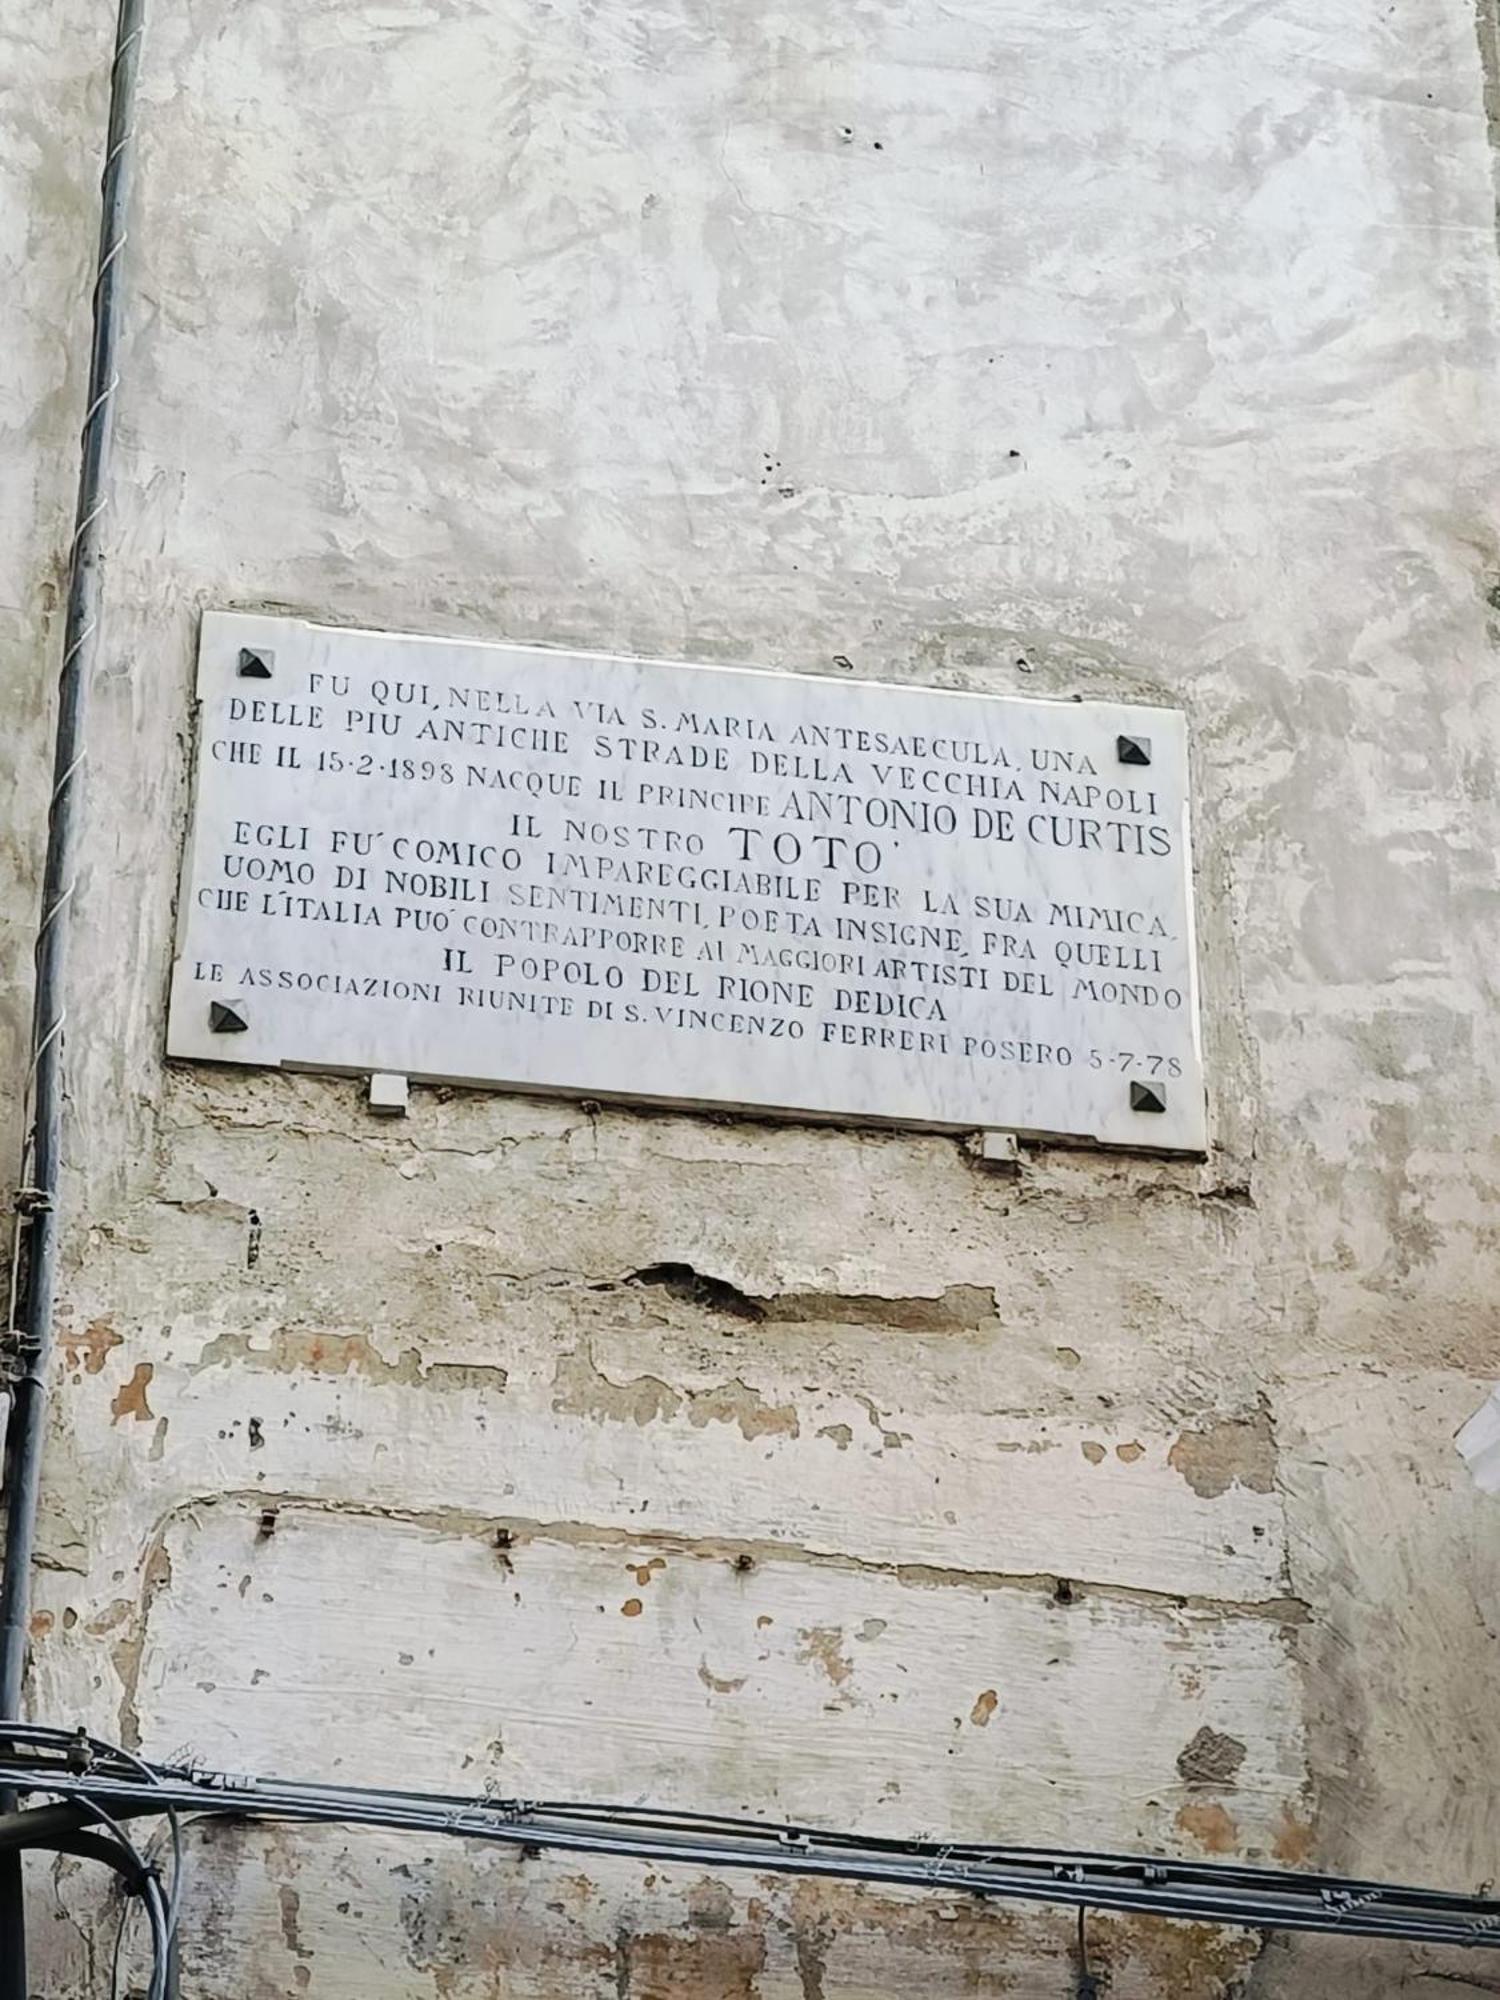 FU QUI, NELLA VIA S. MARIA ANTESAECULA, UNA
DELLE PIU ANTICHE STRADE DELLA VECCHIA NAPOLI
CHE IL 15·2·1898 NACQUE IL PRINCIPE ANTONIO DE CURTIS
IL NOSTRO TOTO'
EGLI FU' COMICO IMPAREGGIABILE PER LA SUA MIMICA,
UOMO DI NOBILI SENTIMENTI, POETA INSIGNE, FRA QUELLI
CHE L'ITALIA PUO' CONTRAPPORRE AI MAGGIORI ARTISTI DEL MONDO
IL POPOLO DEL RIONE DEDICA
LE ASSOCIAZIONI RIUNITE DI S. VINCENZO FERRERI POSERO 5-7-78